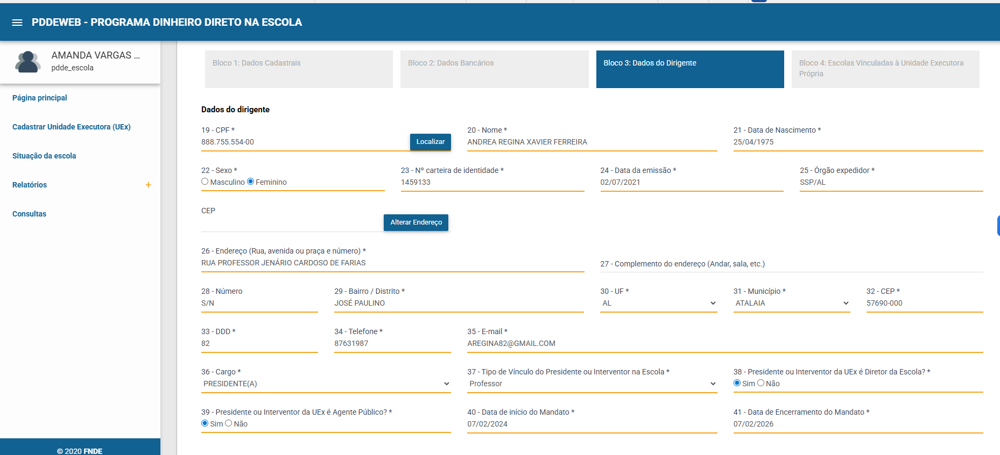 PDDEWEB - PROGRAMA DINHEIRO DIRETO NA ESCOLA
AMANDA VARGAS ...
pdde_escola
Página principal
Cadastrar Unidade Executora (UEx)
Situação da escola
Relatórios +
Consultas
© 2020 FNDE
Bloco 1: Dados Cadastrais
Bloco 2: Dados Bancários
Bloco 3: Dados do Dirigente
Bloco 4: Escolas Vinculadas à Unidade Executora
Própria
Dados do dirigente
19 - CPF *
888.755.554-00
Localizar
20 - Nome *
ANDREA REGINA XAVIER FERREIRA
21 - Data de Nascimento *
25/04/1975
22 - Sexo *
Masculino Feminino
23 - Nº carteira de identidade *
1459133
24 - Data da emissão *
02/07/2021
25 - Órgão expedidor *
SSP/AL
CEP
Alterar Endereço
26 - Endereço (Rua, avenida ou praça e número) *
RUA PROFESSOR JENÁRIO CARDOSO DE FARIAS
27 - Complemento do endereço (Andar, sala, etc.)
28 - Número
S/N
29 - Bairro / Distrito *
JOSÉ PAULINO
30 - UF *
AL
31 - Município *
ATALAIA
32 - CEP *
57690-000
33 - DDD *
82
34 - Telefone *
87631987
35 - E-mail *
AREGINA82@GMAIL.COM
36 - Cargo *
PRESIDENTE(A)
37 - Tipo de Vínculo do Presidente ou Interventor na Escola *
Professor
38 - Presidente ou Interventor da UEx é Diretor da Escola? *
Sim Não
39 - Presidente ou Interventor da UEx é Agente Público? *
Sim Não
40 - Data de início do Mandato *
07/02/2024
41 - Data de Encerramento do Mandato *
07/02/2026